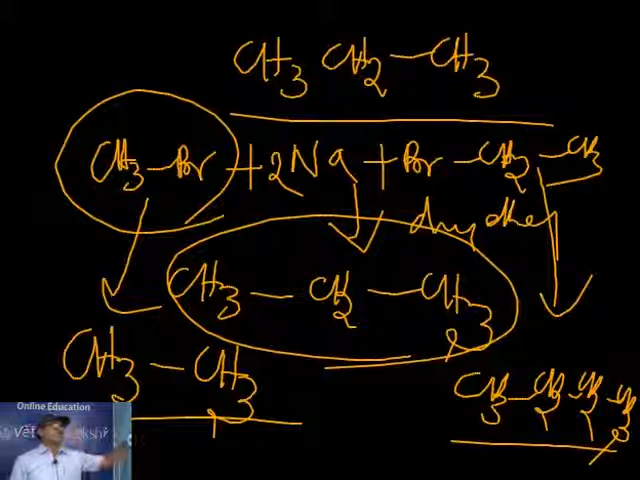 CH3 CH2 — CH3
CH3 — Br + 2Na + Br — CH2 — CH3
dry ether
CH3 — CH2 — CH3
CH3 — CH3
CH3 — CH2 — CH2 — CH3
Online Education